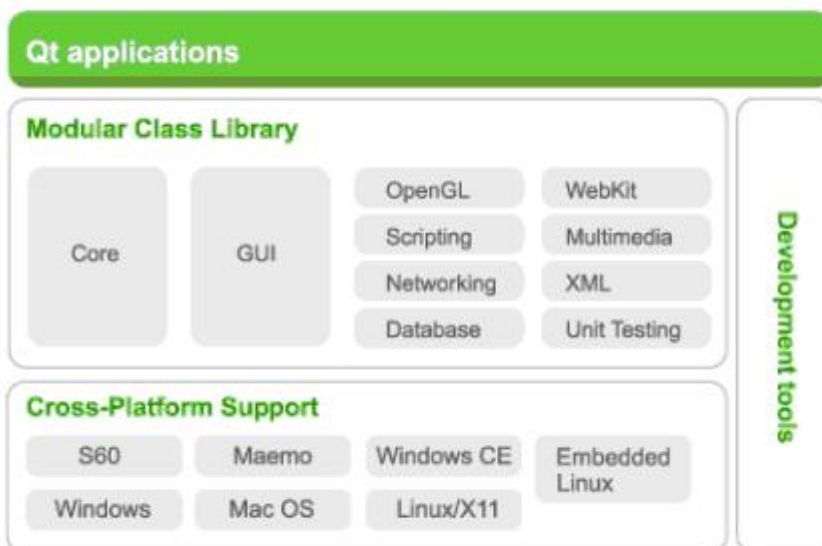 Qt applications
Modular Class Library
Core
GUI
OpenGL
WebKit
Scripting
Multimedia
Networking
XML
Database
Unit Testing
Development tools
Cross-Platform Support
S60
Maemo
Windows CE
Embedded
Linux
Windows
Mac OS
Linux/X11